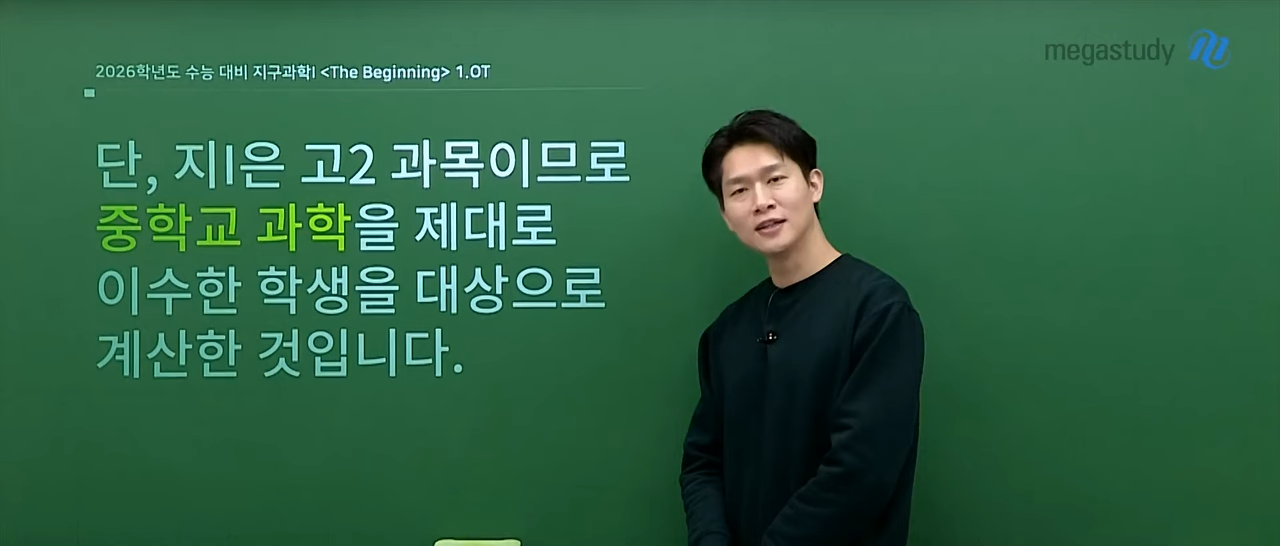 2026학년도 수능 대비 지구과학I <The Beginning> 1.OT
megastudy
단, 지I은 고2 과목이므로
중학교 과학을 제대로
이수한 학생을 대상으로
계산한 것입니다.